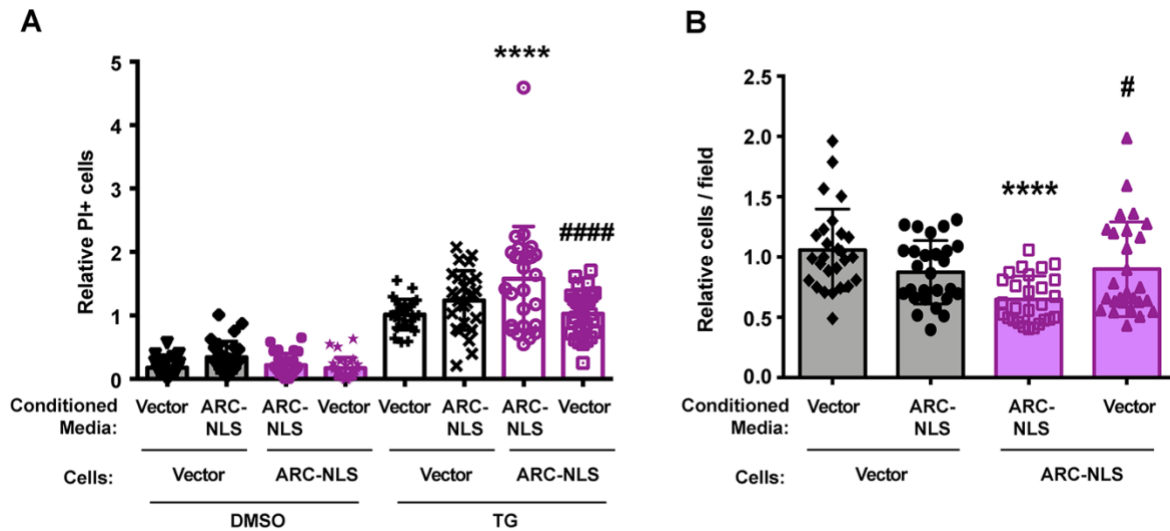 A
Relative PI+ cells
5
4
3
2
1
0
****
####
Conditioned Media:
Vector ARC-NLS ARC-NLS Vector Vector ARC-NLS ARC-NLS Vector
Cells: Vector ARC-NLS Vector ARC-NLS
DMSO TG
B
Relative cells / field
2.5
2.0
1.5
1.0
0.5
0.0
****
#
Conditioned Media:
Vector ARC-NLS ARC-NLS Vector
Cells: Vector ARC-NLS